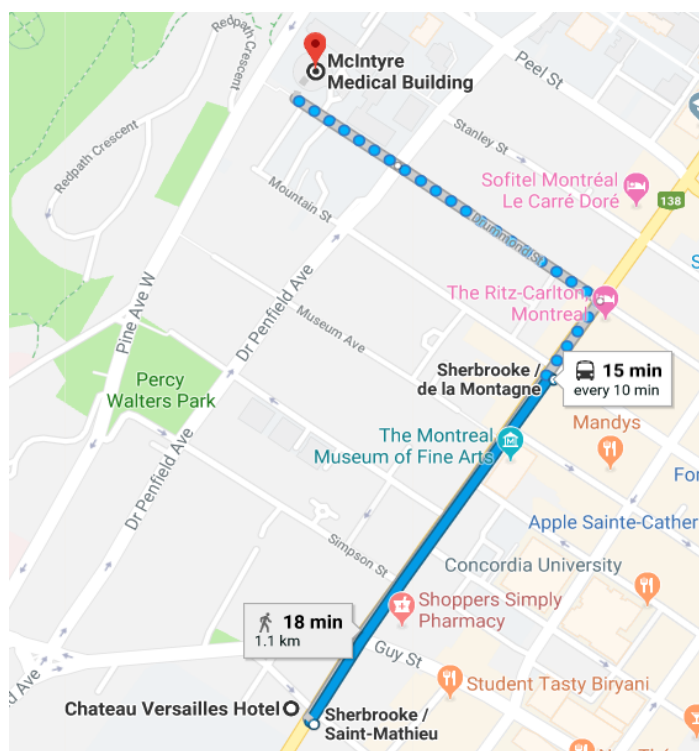 Redpath Crescent
McIntyre
Medical Building
Peel St
Redpath Crescent
Stanley St
Sofitel Montréal
Le Carré Doré
138
Mountain St
Drummond St
The Ritz-Carlton,
Montreal
Dr Penfield Ave
Pine Ave W
Museum Ave
Sherbrooke /
de la Montagne
15 min
every 10 min
Percy
Walters Park
Mandys
The Montreal
Museum of Fine Arts
Dr Penfield Ave
For
Apple Sainte-Cather
Simpson St
Concordia University
Shoppers Simply
Pharmacy
18 min
1.1 km
Guy St
Student Tasty Biryani
d Ave
Chateau Versailles Hotel
Sherbrooke /
Saint-Mathieu